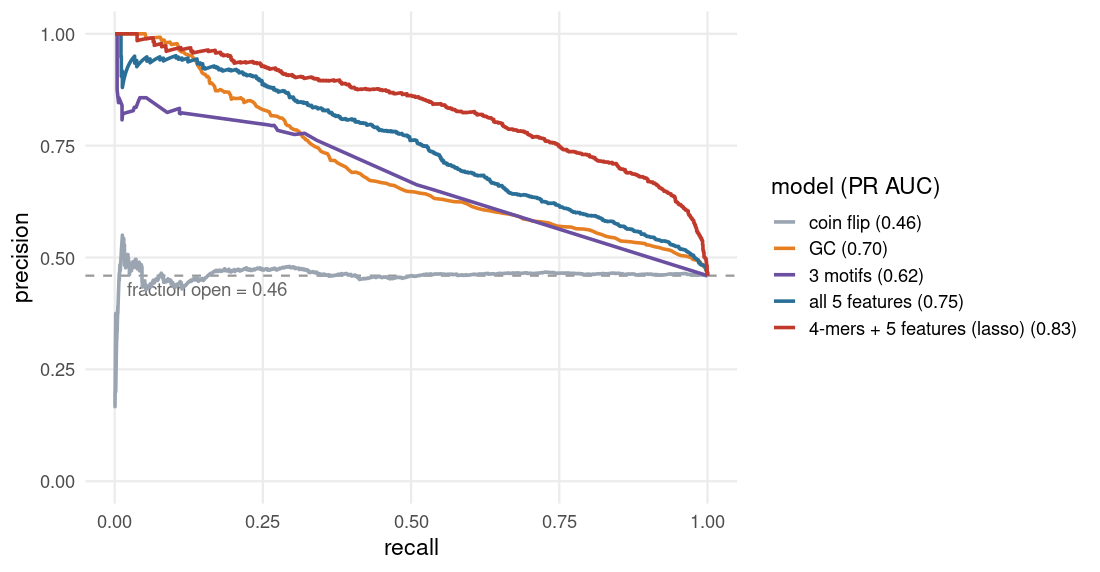 1.00
0.75
0.50
0.25
0.00
precision
fraction open = 0.46
0.00 0.25 0.50 0.75 1.00
recall
model (PR AUC)
coin flip (0.46)
GC (0.70)
3 motifs (0.62)
all 5 features (0.75)
4-mers + 5 features (lasso) (0.83)